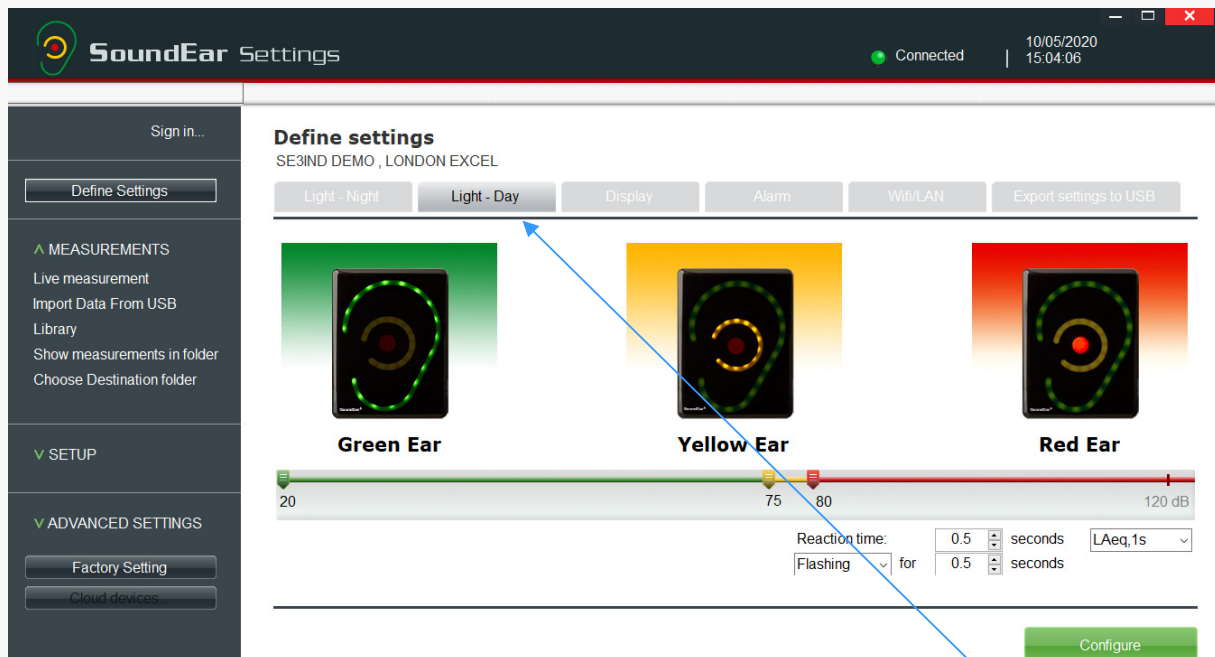 SoundEar Settings
Connected
|
10/05/2020
15:04:06
Sign in...
Define Settings
MEASUREMENTS
Live measurement
Import Data From USB
Library
Show measurements in folder
Choose Destination folder
SETUP
ADVANCED SETTINGS
Factory Setting
Cloud devices...
Define settings
SE3IND DEMO , LONDON EXCEL
Light - Night
Light - Day
Display
Alarm
Wifi/LAN
Export settings to USB
SoundEar®
SoundEar®
SoundEar®
Green Ear
Yellow Ear
Red Ear
20
75
80
120 dB
Reaction time: 0.5 seconds LAeq,1s
Flashing for 0.5 seconds
Configure